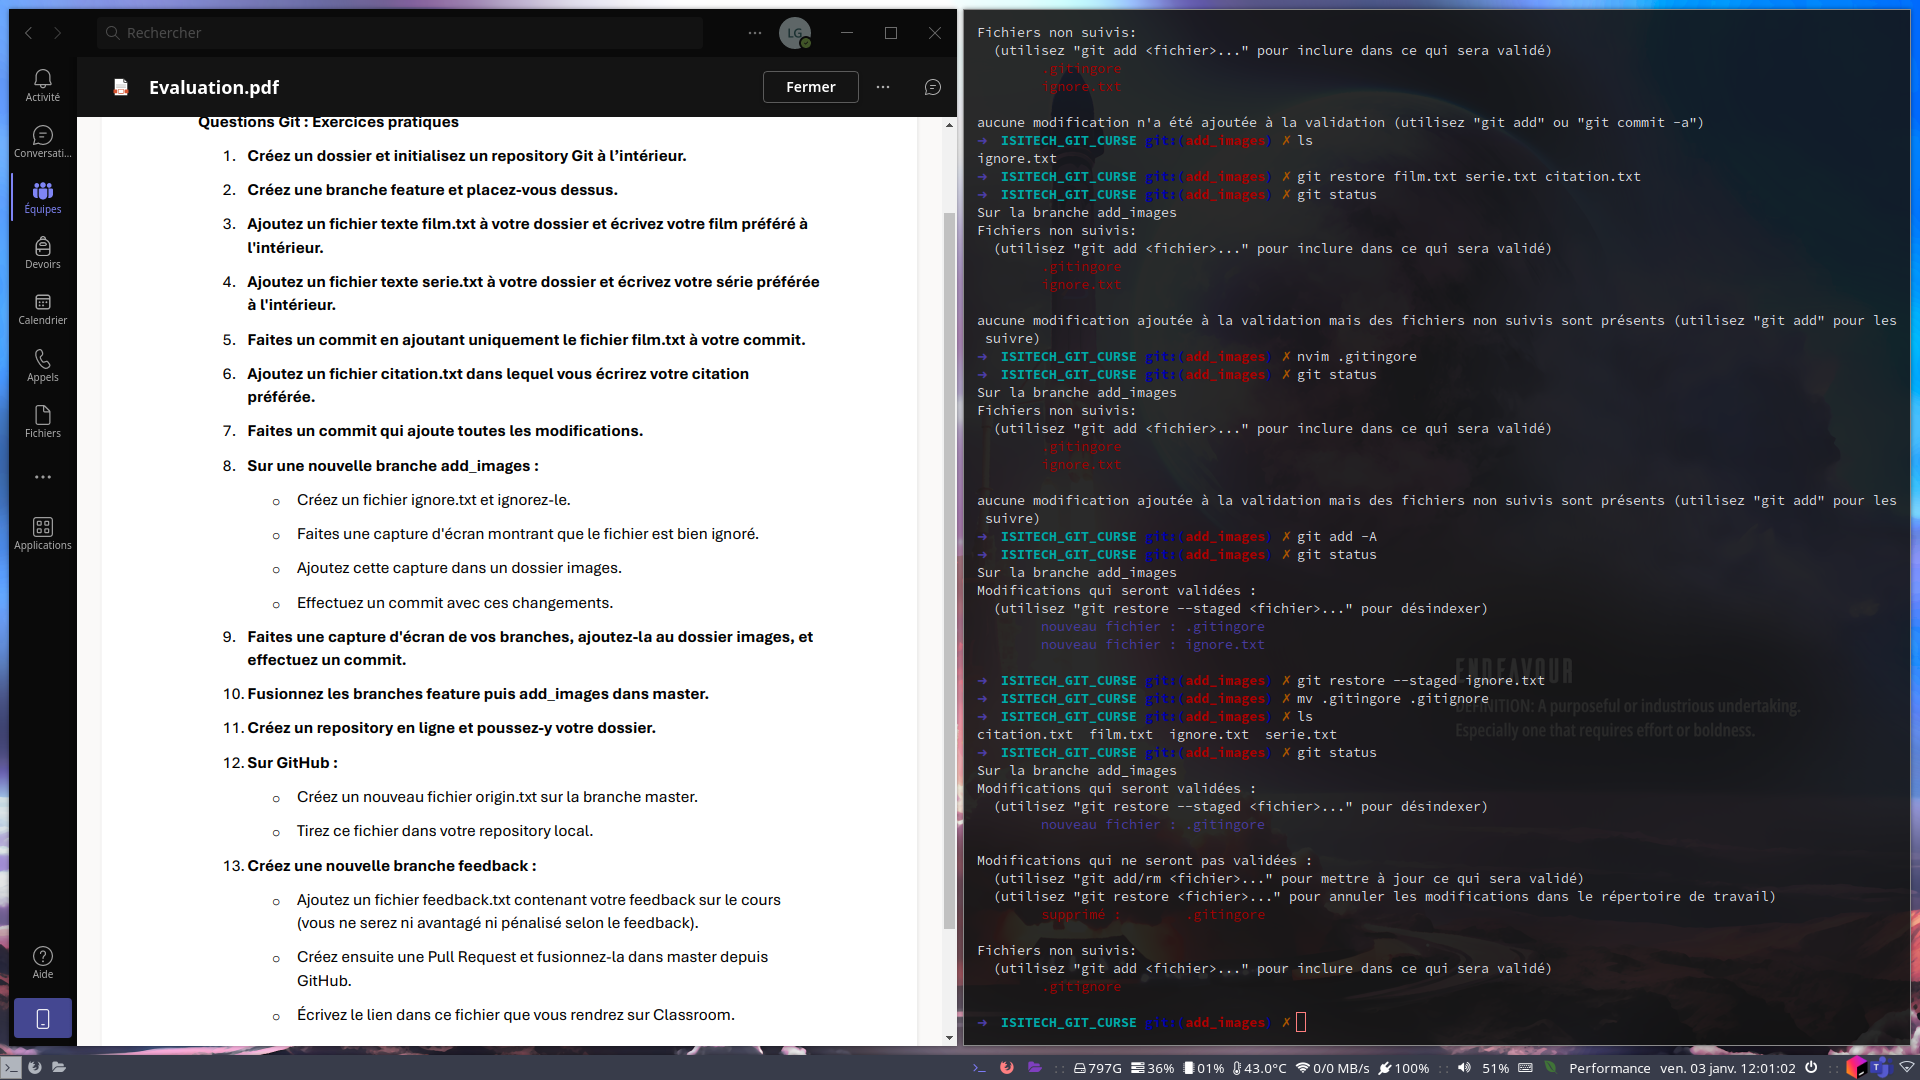 Rechercher
LG
Activité
Conversati...
Équipes
Devoirs
Calendrier
Appels
Fichiers
Applications
Aide
Evaluation.pdf
Fermer
Questions Git : Exercices pratiques
1. Créez un dossier et initialisez un repository Git à l'intérieur.
2. Créez une branche feature et placez-vous dessus.
3. Ajoutez un fichier texte film.txt à votre dossier et écrivez votre film préféré à
l'intérieur.
4. Ajoutez un fichier texte serie.txt à votre dossier et écrivez votre série préférée
à l'intérieur.
5. Faites un commit en ajoutant uniquement le fichier film.txt à votre commit.
6. Ajoutez un fichier citation.txt dans lequel vous écrirez votre citation
préférée.
7. Faites un commit qui ajoute toutes les modifications.
8. Sur une nouvelle branche add_images :
o Créez un fichier ignore.txt et ignorez-le.
o Faites une capture d'écran montrant que le fichier est bien ignoré.
o Ajoutez cette capture dans un dossier images.
o Effectuez un commit avec ces changements.
9. Faites une capture d'écran de vos branches, ajoutez-la au dossier images, et
effectuez un commit.
10. Fusionnez les branches feature puis add_images dans master.
11. Créez un repository en ligne et poussez-y votre dossier.
12. Sur GitHub :
o Créez un nouveau fichier origin.txt sur la branche master.
o Tirez ce fichier dans votre repository local.
13. Créez une nouvelle branche feedback :
o Ajoutez un fichier feedback.txt contenant votre feedback sur le cours
(vous ne serez ni avantagé ni pénalisé selon le feedback).
o Créez ensuite une Pull Request et fusionnez-la dans master depuis
GitHub.
o Écrivez le lien dans ce fichier que vous rendrez sur Classroom.
Fichiers non suivis:
(utilisez "git add <fichier>..." pour inclure dans ce qui sera validé)
.gitingore
ignore.txt
aucune modification n'a été ajoutée à la validation (utilisez "git add" ou "git commit -a")
➜ ISITECH_GIT_CURSE git:(add_images) ✗ ls
ignore.txt
➜ ISITECH_GIT_CURSE git:(add_images) ✗ git restore film.txt serie.txt citation.txt
➜ ISITECH_GIT_CURSE git:(add_images) ✗ git status
Sur la branche add_images
Fichiers non suivis:
(utilisez "git add <fichier>..." pour inclure dans ce qui sera validé)
.gitingore
ignore.txt
aucune modification ajoutée à la validation mais des fichiers non suivis sont présents (utilisez "git add" pour les
suivre)
➜ ISITECH_GIT_CURSE git:(add_images) ✗ nvim .gitingore
➜ ISITECH_GIT_CURSE git:(add_images) ✗ git status
Sur la branche add_images
Fichiers non suivis:
(utilisez "git add <fichier>..." pour inclure dans ce qui sera validé)
.gitingore
ignore.txt
aucune modification ajoutée à la validation mais des fichiers non suivis sont présents (utilisez "git add" pour les
suivre)
➜ ISITECH_GIT_CURSE git:(add_images) ✗ git add -A
➜ ISITECH_GIT_CURSE git:(add_images) ✗ git status
Sur la branche add_images
Modifications qui seront validées :
(utilisez "git restore --staged <fichier>..." pour désindexer)
nouveau fichier : .gitingore
nouveau fichier : ignore.txt
➜ ISITECH_GIT_CURSE git:(add_images) ✗ git restore --staged ignore.txt
➜ ISITECH_GIT_CURSE git:(add_images) ✗ mv .gitingore .gitignore
➜ ISITECH_GIT_CURSE git:(add_images) ✗ ls
citation.txt film.txt ignore.txt serie.txt
➜ ISITECH_GIT_CURSE git:(add_images) ✗ git status
Sur la branche add_images
Modifications qui seront validées :
(utilisez "git restore --staged <fichier>..." pour désindexer)
nouveau fichier : .gitingore
Modifications qui ne seront pas validées :
(utilisez "git add/rm <fichier>..." pour mettre à jour ce qui sera validé)
(utilisez "git restore <fichier>..." pour annuler les modifications dans le répertoire de travail)
supprimé : .gitingore
Fichiers non suivis:
(utilisez "git add <fichier>..." pour inclure dans ce qui sera validé)
.gitignore
➜ ISITECH_GIT_CURSE git:(add_images) ✗
ENDEAVOUR
DEFINITION: A purposeful or industrious undertaking.
Especially one that requires effort or boldness.
797G 36% 01% 43.0°C 0/0 MB/s 100% 51% Performance ven. 03 janv. 12:01:02